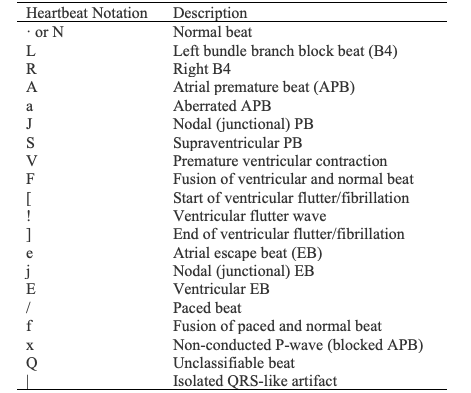 Heartbeat Notation Description
· or N Normal beat
L Left bundle branch block beat (B4)
R Right B4
A Atrial premature beat (APB)
a Aberrated APB
J Nodal (junctional) PB
S Supraventricular PB
V Premature ventricular contraction
F Fusion of ventricular and normal beat
[ Start of ventricular flutter/fibrillation
! Ventricular flutter wave
] End of ventricular flutter/fibrillation
e Atrial escape beat (EB)
j Nodal (junctional) EB
E Ventricular EB
/ Paced beat
f Fusion of paced and normal beat
x Non-conducted P-wave (blocked APB)
Q Unclassifiable beat
| Isolated QRS-like artifact